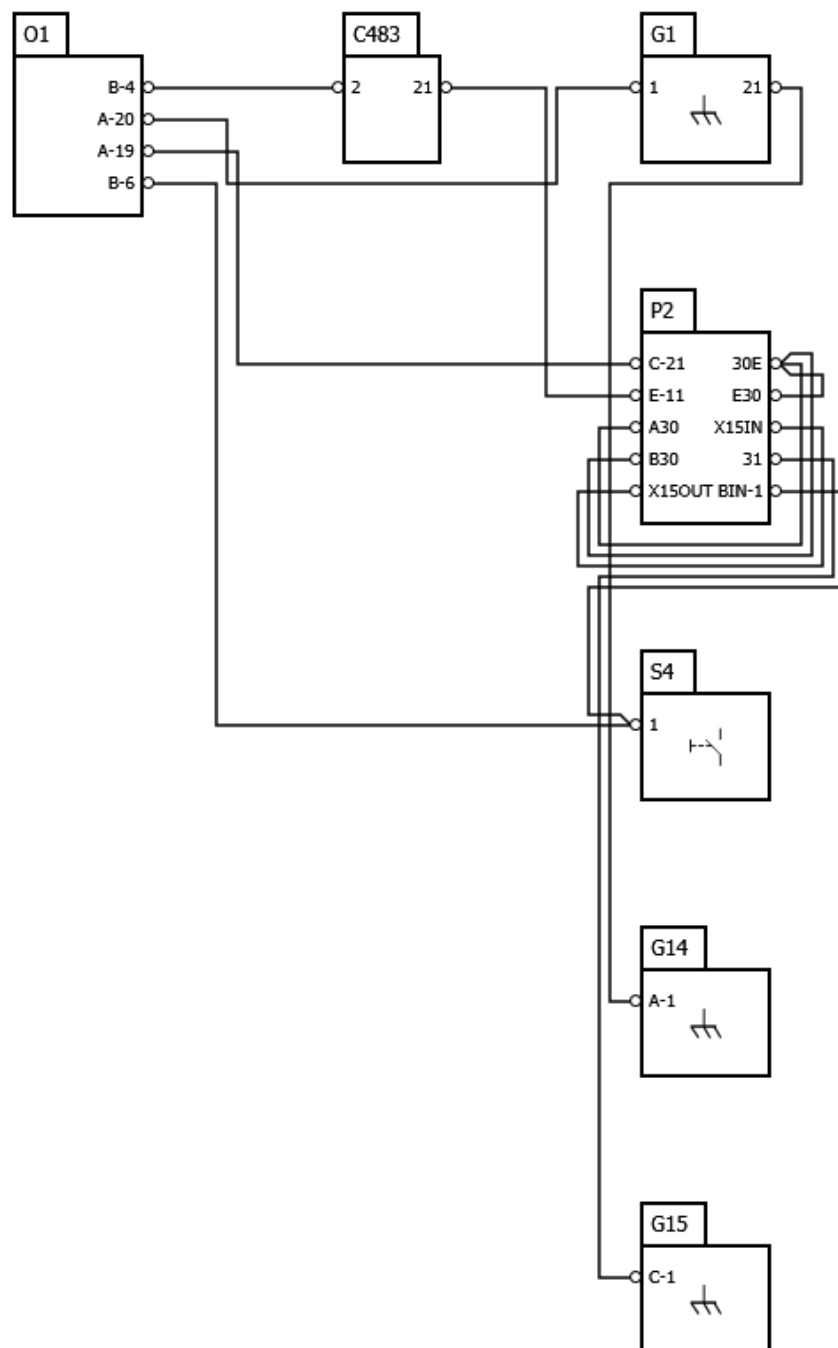 O1
C483
G1
B-4
2
21
1
21
A-20
A-19
B-6
P2
C-21
30E
E-11
E30
A30
X15IN
B30
31
X15OUT BIN-1
S4
1
G14
A-1
G15
C-1